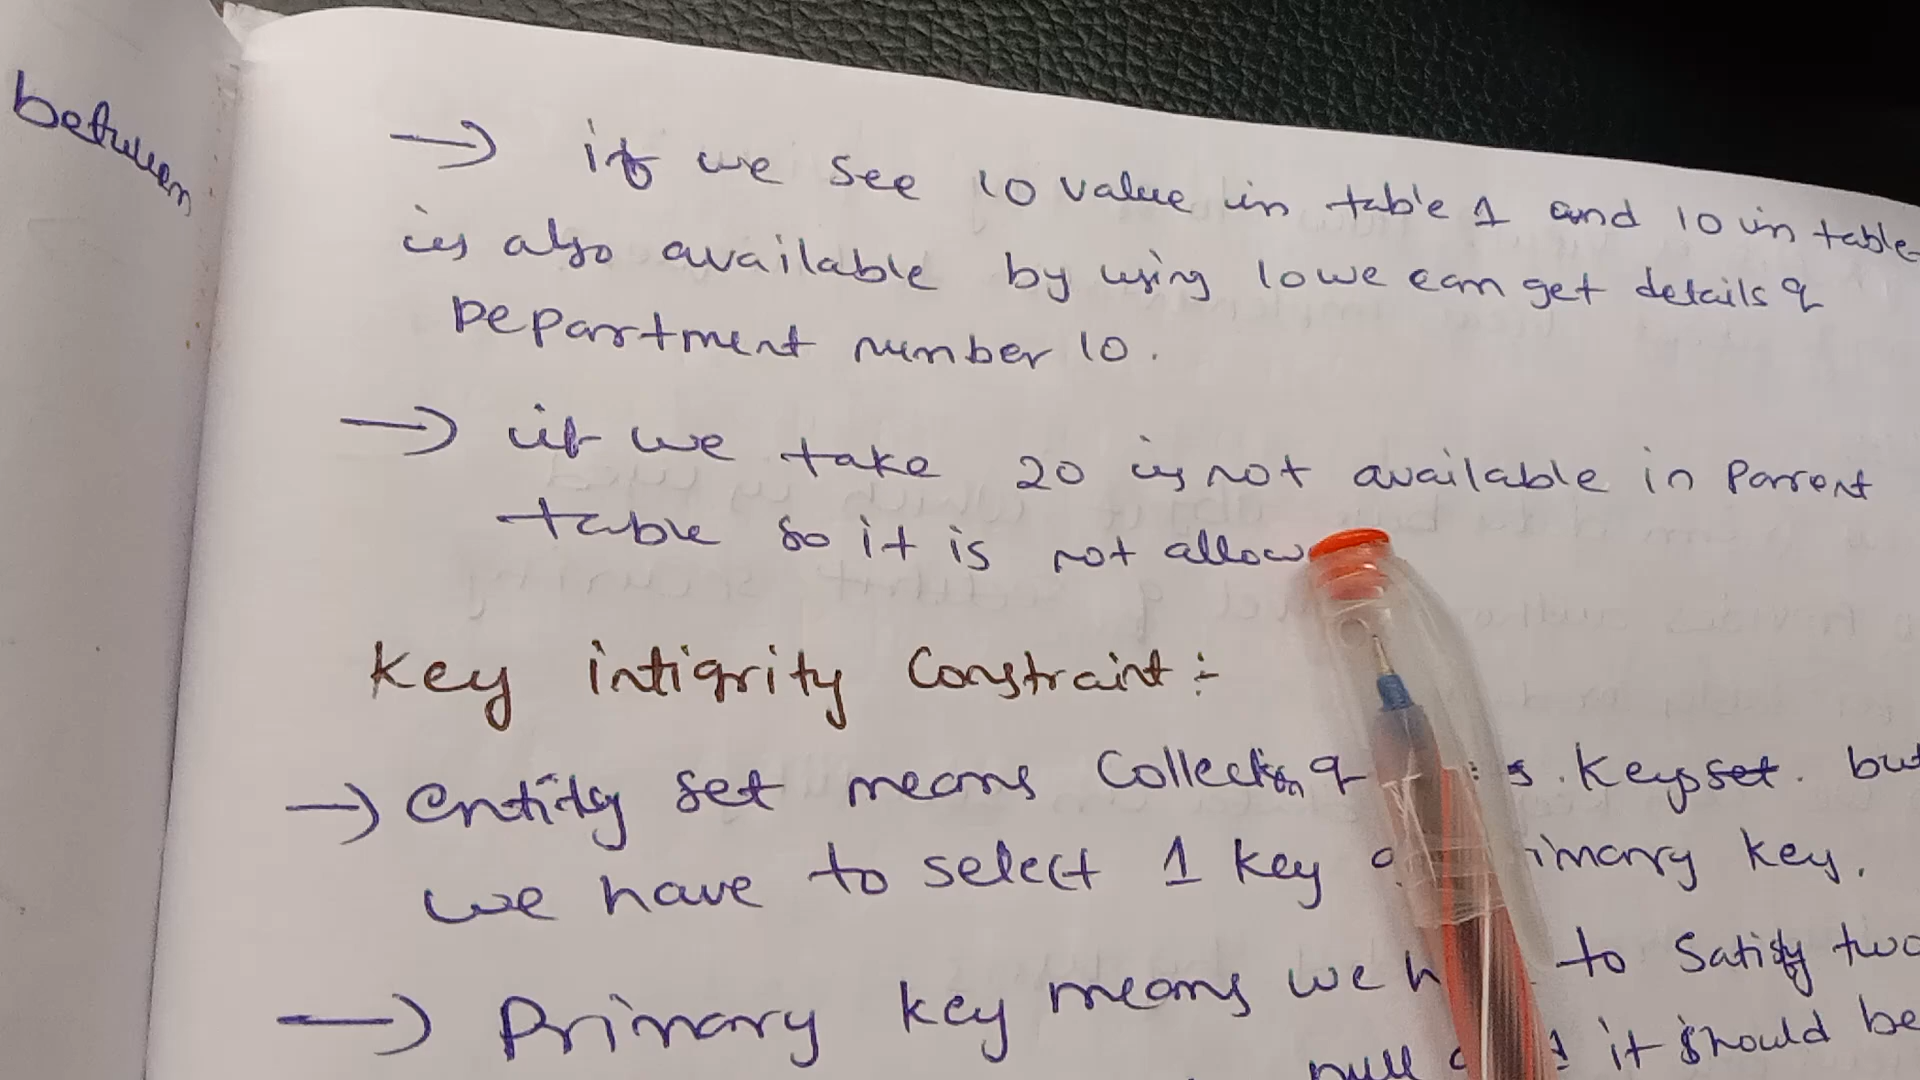 between
→ if we see 10 value in table 1 and 10 in table
is also available by using 10 we can get details of
Department number 10.
→ if we take 20 is not available in Parent
table so it is not allow
Key intigrity Constraint :-
→ entity set means Collection of keysset. but
we have to select 1 key primary key.
→ Primary key means we to Satisfy two
null it should be